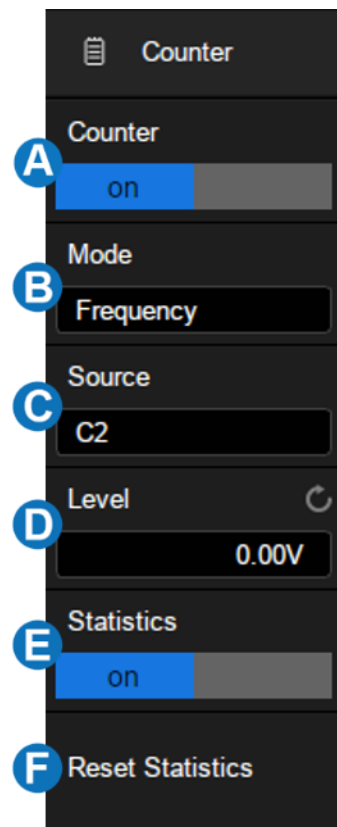 Counter
Counter
A
on
Mode
B
Frequency
Source
C
C2
Level
D
0.00V
Statistics
E
on
F Reset Statistics